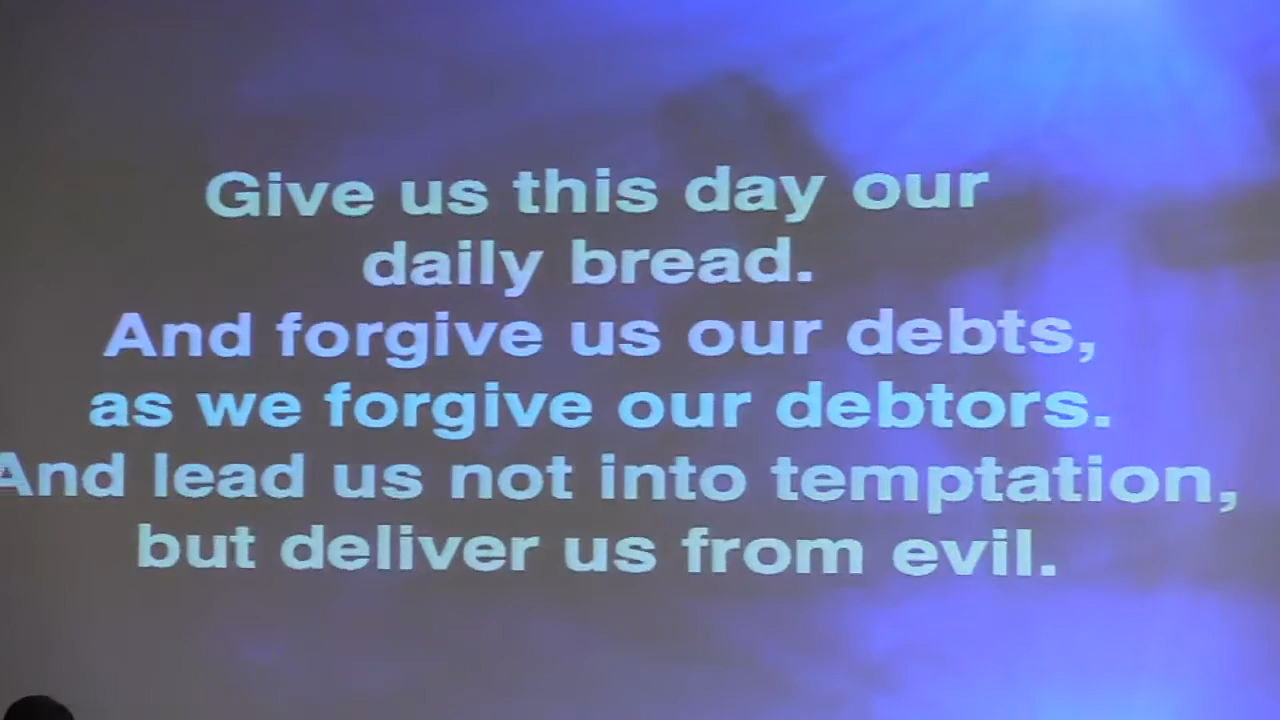 Give us this day our
daily bread.
And forgive us our debts,
as we forgive our debtors.
And lead us not into temptation,
but deliver us from evil.